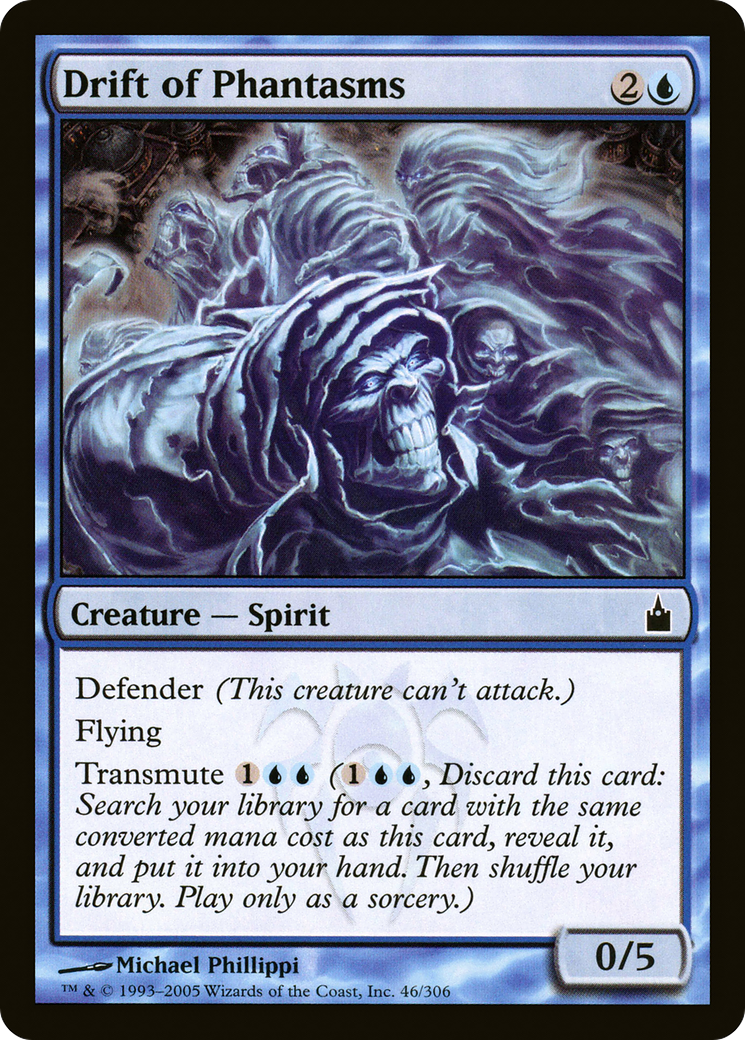 Drift of Phantasms 2
Creature — Spirit
Defender (This creature can't attack.)
Flying
Transmute 1 (1, Discard this card:
Search your library for a card with the same
converted mana cost as this card, reveal it,
and put it into your hand. Then shuffle your
library. Play only as a sorcery.)
0/5
Michael Phillippi
™ & © 1993–2005 Wizards of the Coast, Inc. 46/306